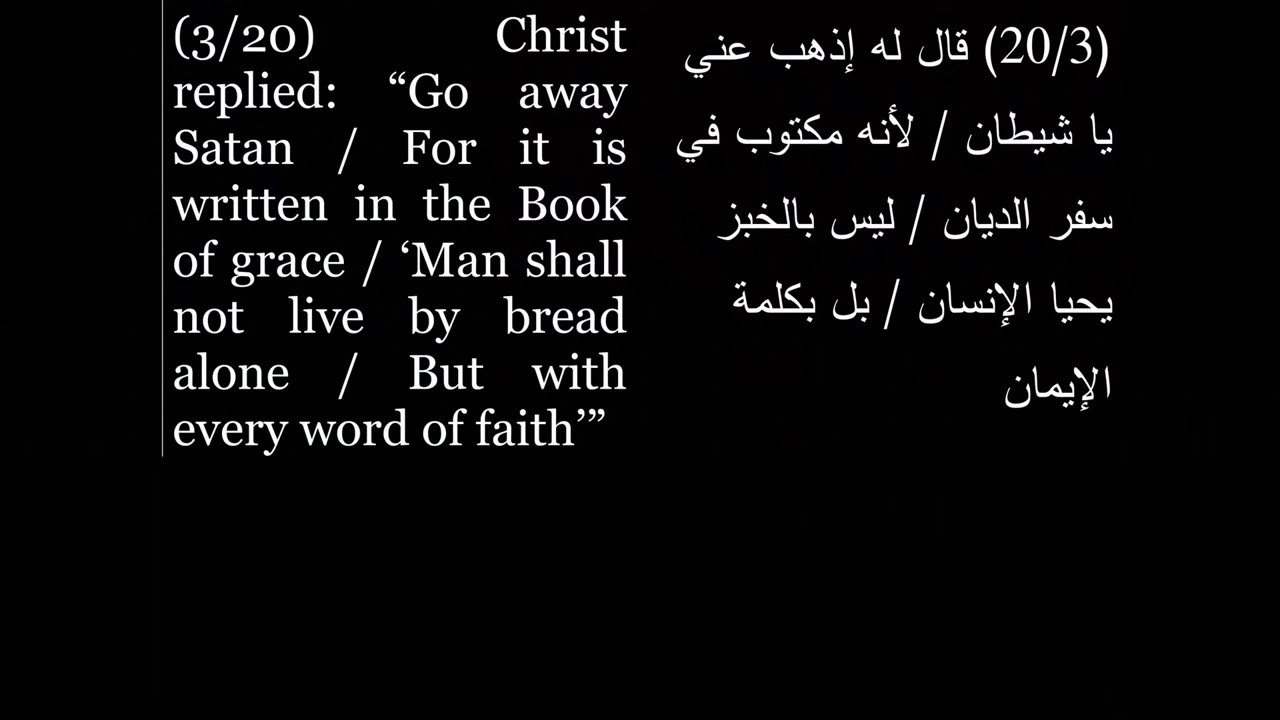 (3/20) Christ
replied: “Go away
Satan / For it is
written in the Book
of grace / ‘Man shall
not live by bread
alone / But with
every word of faith’”
(20/3) قال له إذهب عني
يا شيطان / لأنه مكتوب في
سفر الديان / ليس بالخبز
يحيا الإنسان / بل بكلمة
الإيمان